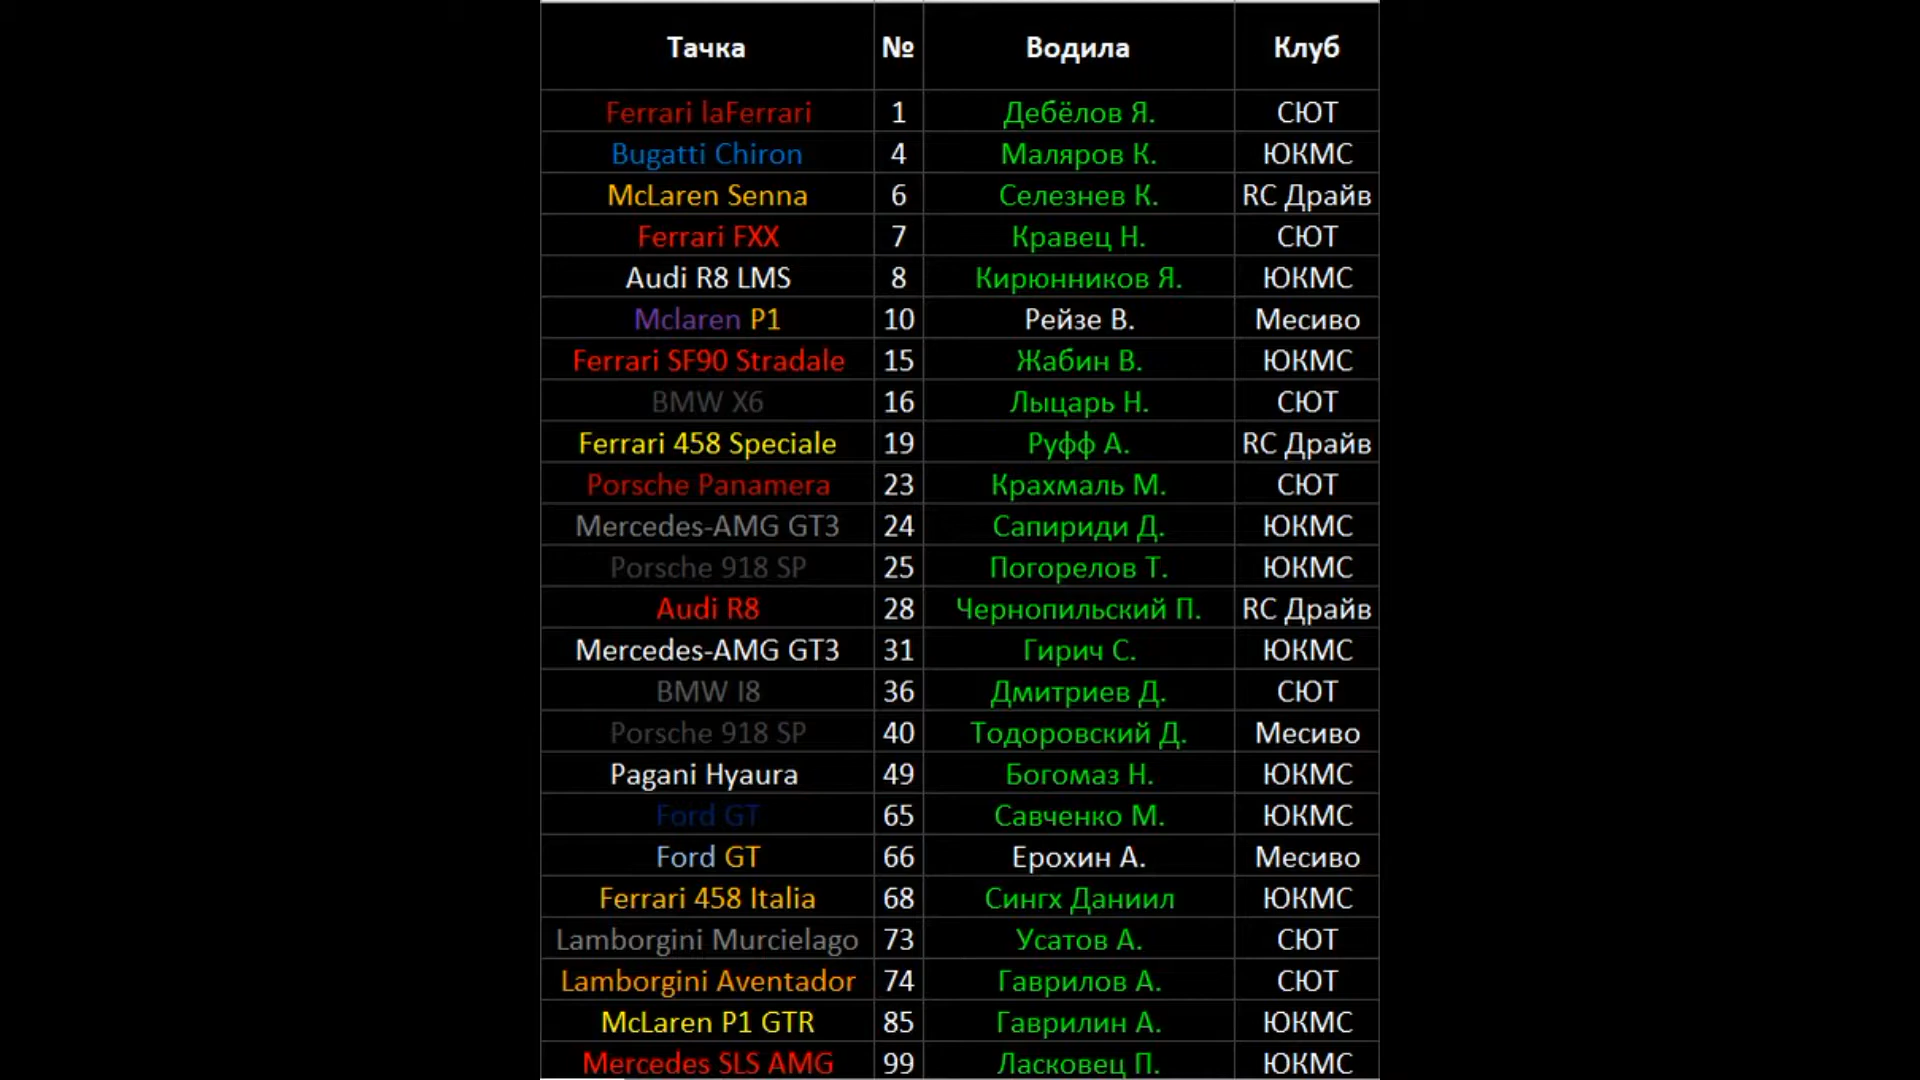 Тачка № Водила Клуб
Ferrari laFerrari 1 Дебёлов Я. СЮТ
Bugatti Chiron 4 Маляров К. ЮКМС
McLaren Senna 6 Селезнев К. RC Драйв
Ferrari FXX 7 Кравец Н. СЮТ
Audi R8 LMS 8 Кирюнников Я. ЮКМС
Mclaren P1 10 Рейзе В. Месиво
Ferrari SF90 Stradale 15 Жабин В. ЮКМС
BMW X6 16 Лыцарь Н. СЮТ
Ferrari 458 Speciale 19 Руфф А. RC Драйв
Porsche Panamera 23 Крахмаль М. СЮТ
Mercedes-AMG GT3 24 Сапириди Д. ЮКМС
Porsche 918 SP 25 Погорелов Т. ЮКМС
Audi R8 28 Чернопильский П. RC Драйв
Mercedes-AMG GT3 31 Гирич С. ЮКМС
BMW I8 36 Дмитриев Д. СЮТ
Porsche 918 SP 40 Тодоровский Д. Месиво
Pagani Hyaura 49 Богомаз Н. ЮКМС
Ford GT 65 Савченко М. ЮКМС
Ford GT 66 Ерохин А. Месиво
Ferrari 458 Italia 68 Сингх Даниил ЮКМС
Lamborgini Murcielago 73 Усатов А. СЮТ
Lamborgini Aventador 74 Гаврилов А. СЮТ
McLaren P1 GTR 85 Гаврилин А. ЮКМС
Mercedes SLS AMG 99 Ласковец П. ЮКМС